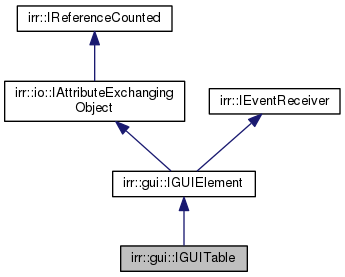 irr::IReferenceCounted
irr::io::IAttributeExchanging
Object
irr::IEventReceiver
irr::gui::IGUIElement
irr::gui::IGUITable